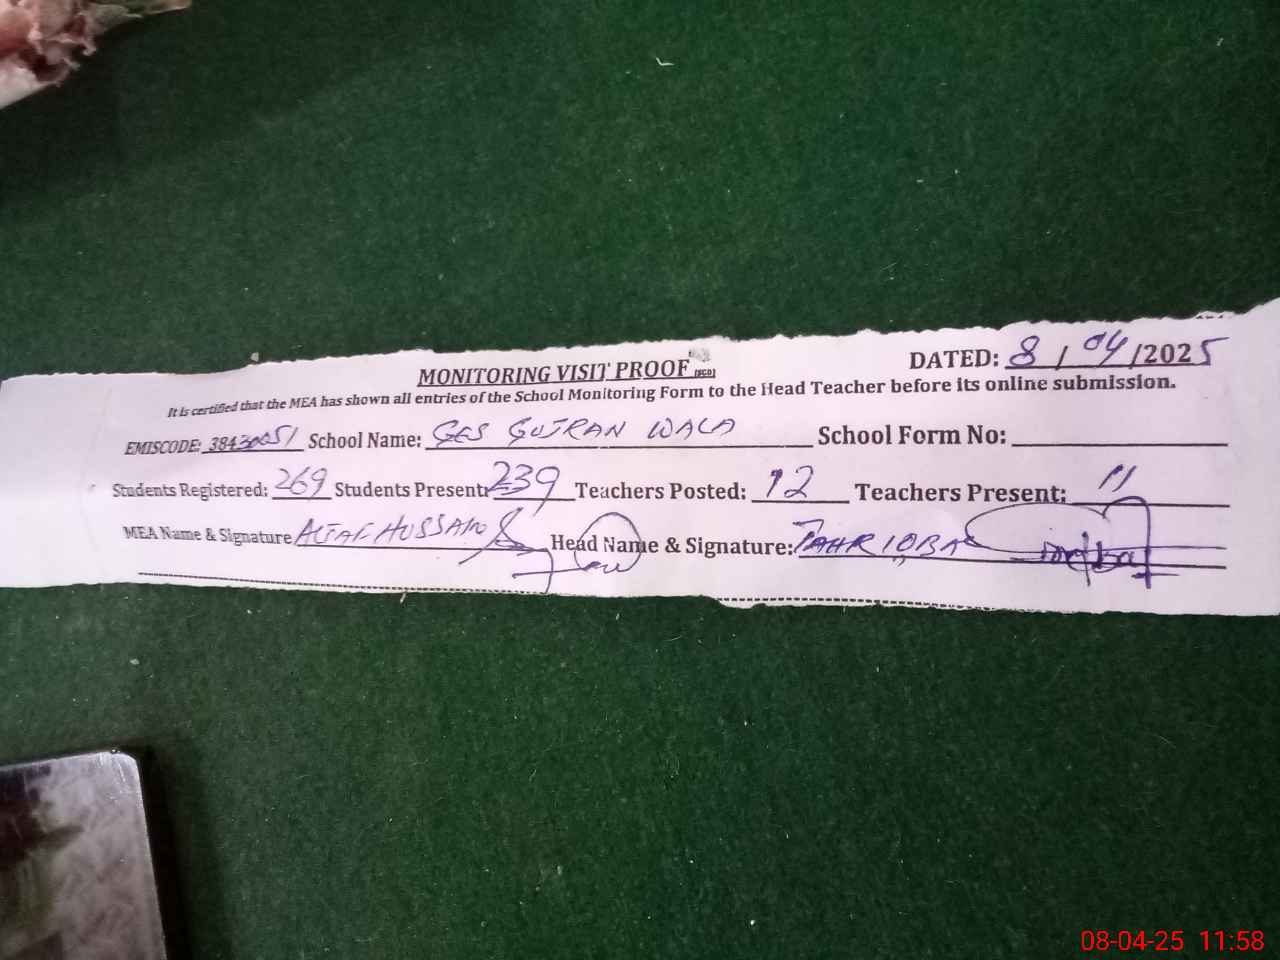 MONITORING VISIT PROOF DATED: 8 / 04 /2025
It is certified that the MEA has shown all entries of the School Monitoring Form to the Head Teacher before its online submission.
EMISCODE: 38430051 School Name: GES GUJRAN WALA School Form No:
Students Registered: 269 Students Present: 239 Teachers Posted: 12 Teachers Present: 11
MEA Name & Signature ALTAF HUSSAIN Head Name & Signature: TAHR IQBAL
08-04-25 11:58